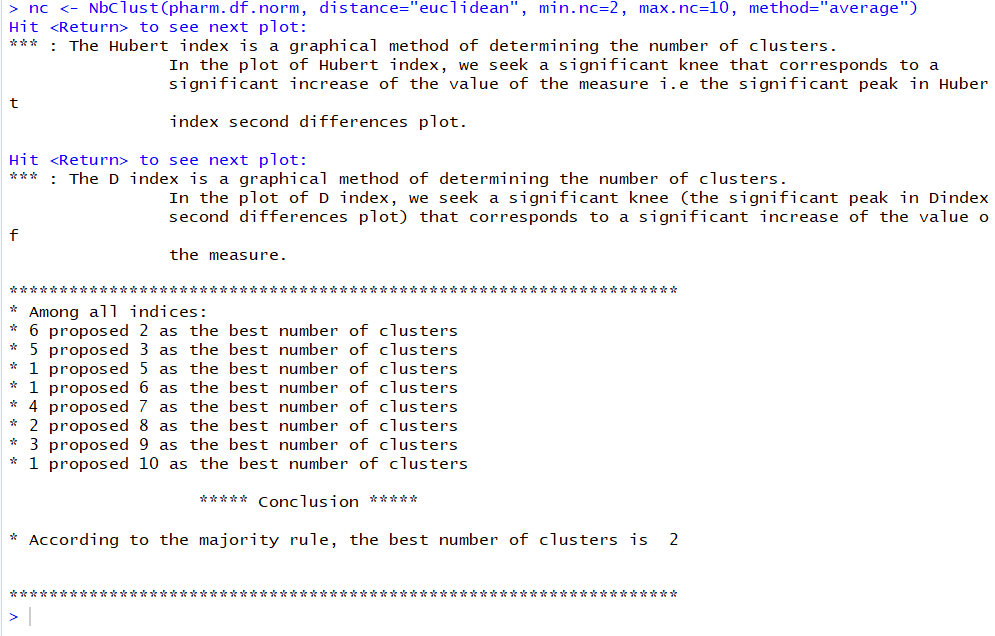 > nc <- NbClust(pharm.df.norm, distance="euclidean", min.nc=2, max.nc=10, method="average")
Hit <Return> to see next plot:
*** : The Hubert index is a graphical method of determining the number of clusters.
                In the plot of Hubert index, we seek a significant knee that corresponds to a
                significant increase of the value of the measure i.e the significant peak in Huber
t
                index second differences plot.

Hit <Return> to see next plot:
*** : The D index is a graphical method of determining the number of clusters.
                In the plot of D index, we seek a significant knee (the significant peak in Dindex
                second differences plot) that corresponds to a significant increase of the value o
f
                the measure.

*******************************************************************
* Among all indices:
* 6 proposed 2 as the best number of clusters
* 5 proposed 3 as the best number of clusters
* 1 proposed 5 as the best number of clusters
* 1 proposed 6 as the best number of clusters
* 4 proposed 7 as the best number of clusters
* 2 proposed 8 as the best number of clusters
* 3 proposed 9 as the best number of clusters
* 1 proposed 10 as the best number of clusters

                   ***** Conclusion *****

* According to the majority rule, the best number of clusters is  2


*******************************************************************
>